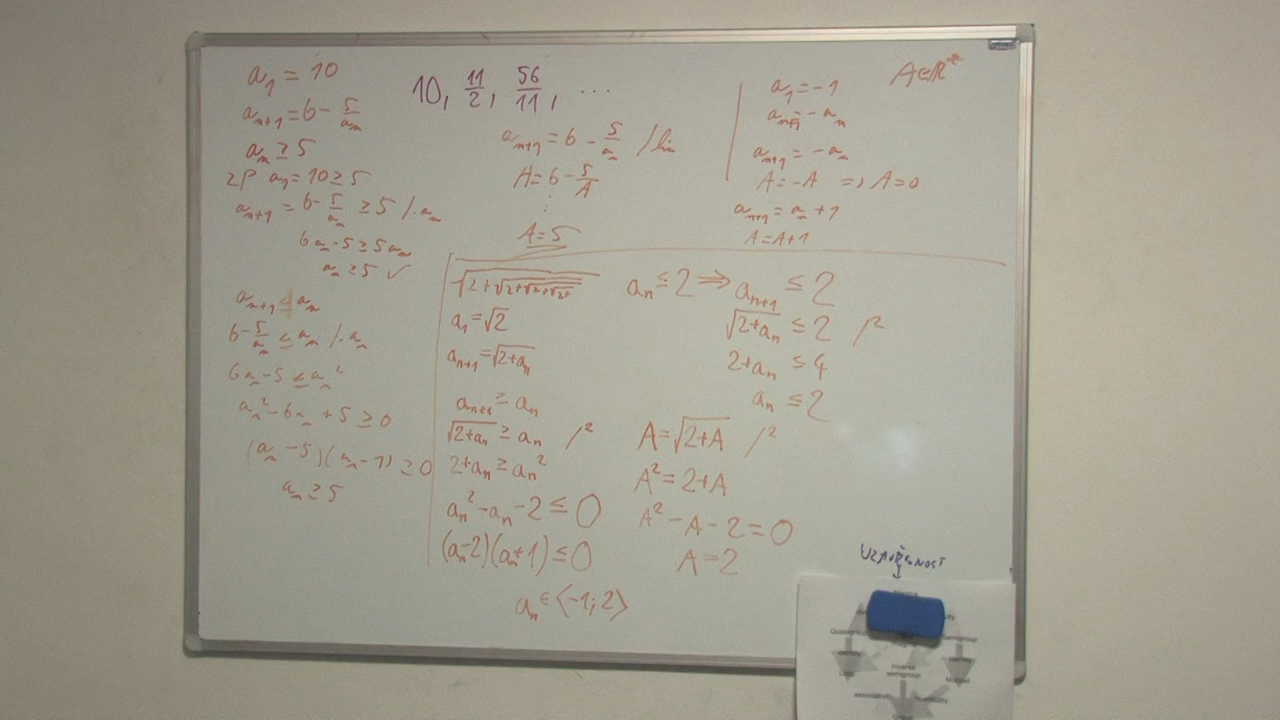 a₁ = 10
aₙ₊₁ = 6 - 5/aₙ
aₙ ≥ 5
ZP a₁ = 10 ≥ 5
aₙ₊₁ = 6 - 5/aₙ ≥ 5 /·aₙ
6aₙ - 5 ≥ 5aₙ
aₙ ≥ 5 ✓
aₙ₊₁ ≤ aₙ
6 - 5/aₙ ≤ aₙ /·aₙ
6aₙ - 5 ≤ aₙ²
aₙ² - 6aₙ + 5 ≥ 0
(aₙ - 5)(aₙ - 1) ≥ 0
aₙ ≥ 5
10, 11/2, 56/11, ...
aₙ₊₁ = 6 - 5/aₙ /lim
A = 6 - 5/A
⋮
A = 5
a₁ = -1
aₙ₊₁ = -aₙ
aₙ₊₁ = -aₙ
A = -A ⇒ A = 0
aₙ₊₁ = aₙ + 1
A = A + 1
A ∈ ℝ*
√(2 + √(2 + √(2 + √(2 +
a₁ = √2
aₙ₊₁ = √(2 + aₙ)
aₙ₊₁ ≥ aₙ
√(2 + aₙ) ≥ aₙ /²
2 + aₙ ≥ aₙ²
aₙ² - aₙ - 2 ≤ 0
(aₙ - 2)(aₙ + 1) ≤ 0
aₙ ∈ ⟨-1; 2⟩
aₙ ≤ 2 ⇒ aₙ₊₁ ≤ 2
√(2 + aₙ) ≤ 2 /²
2 + aₙ ≤ 4
aₙ ≤ 2
A = √(2 + A) /²
A² = 2 + A
A² - A - 2 = 0
A = 2
UZAVŘENOST
Inverse
semigroup